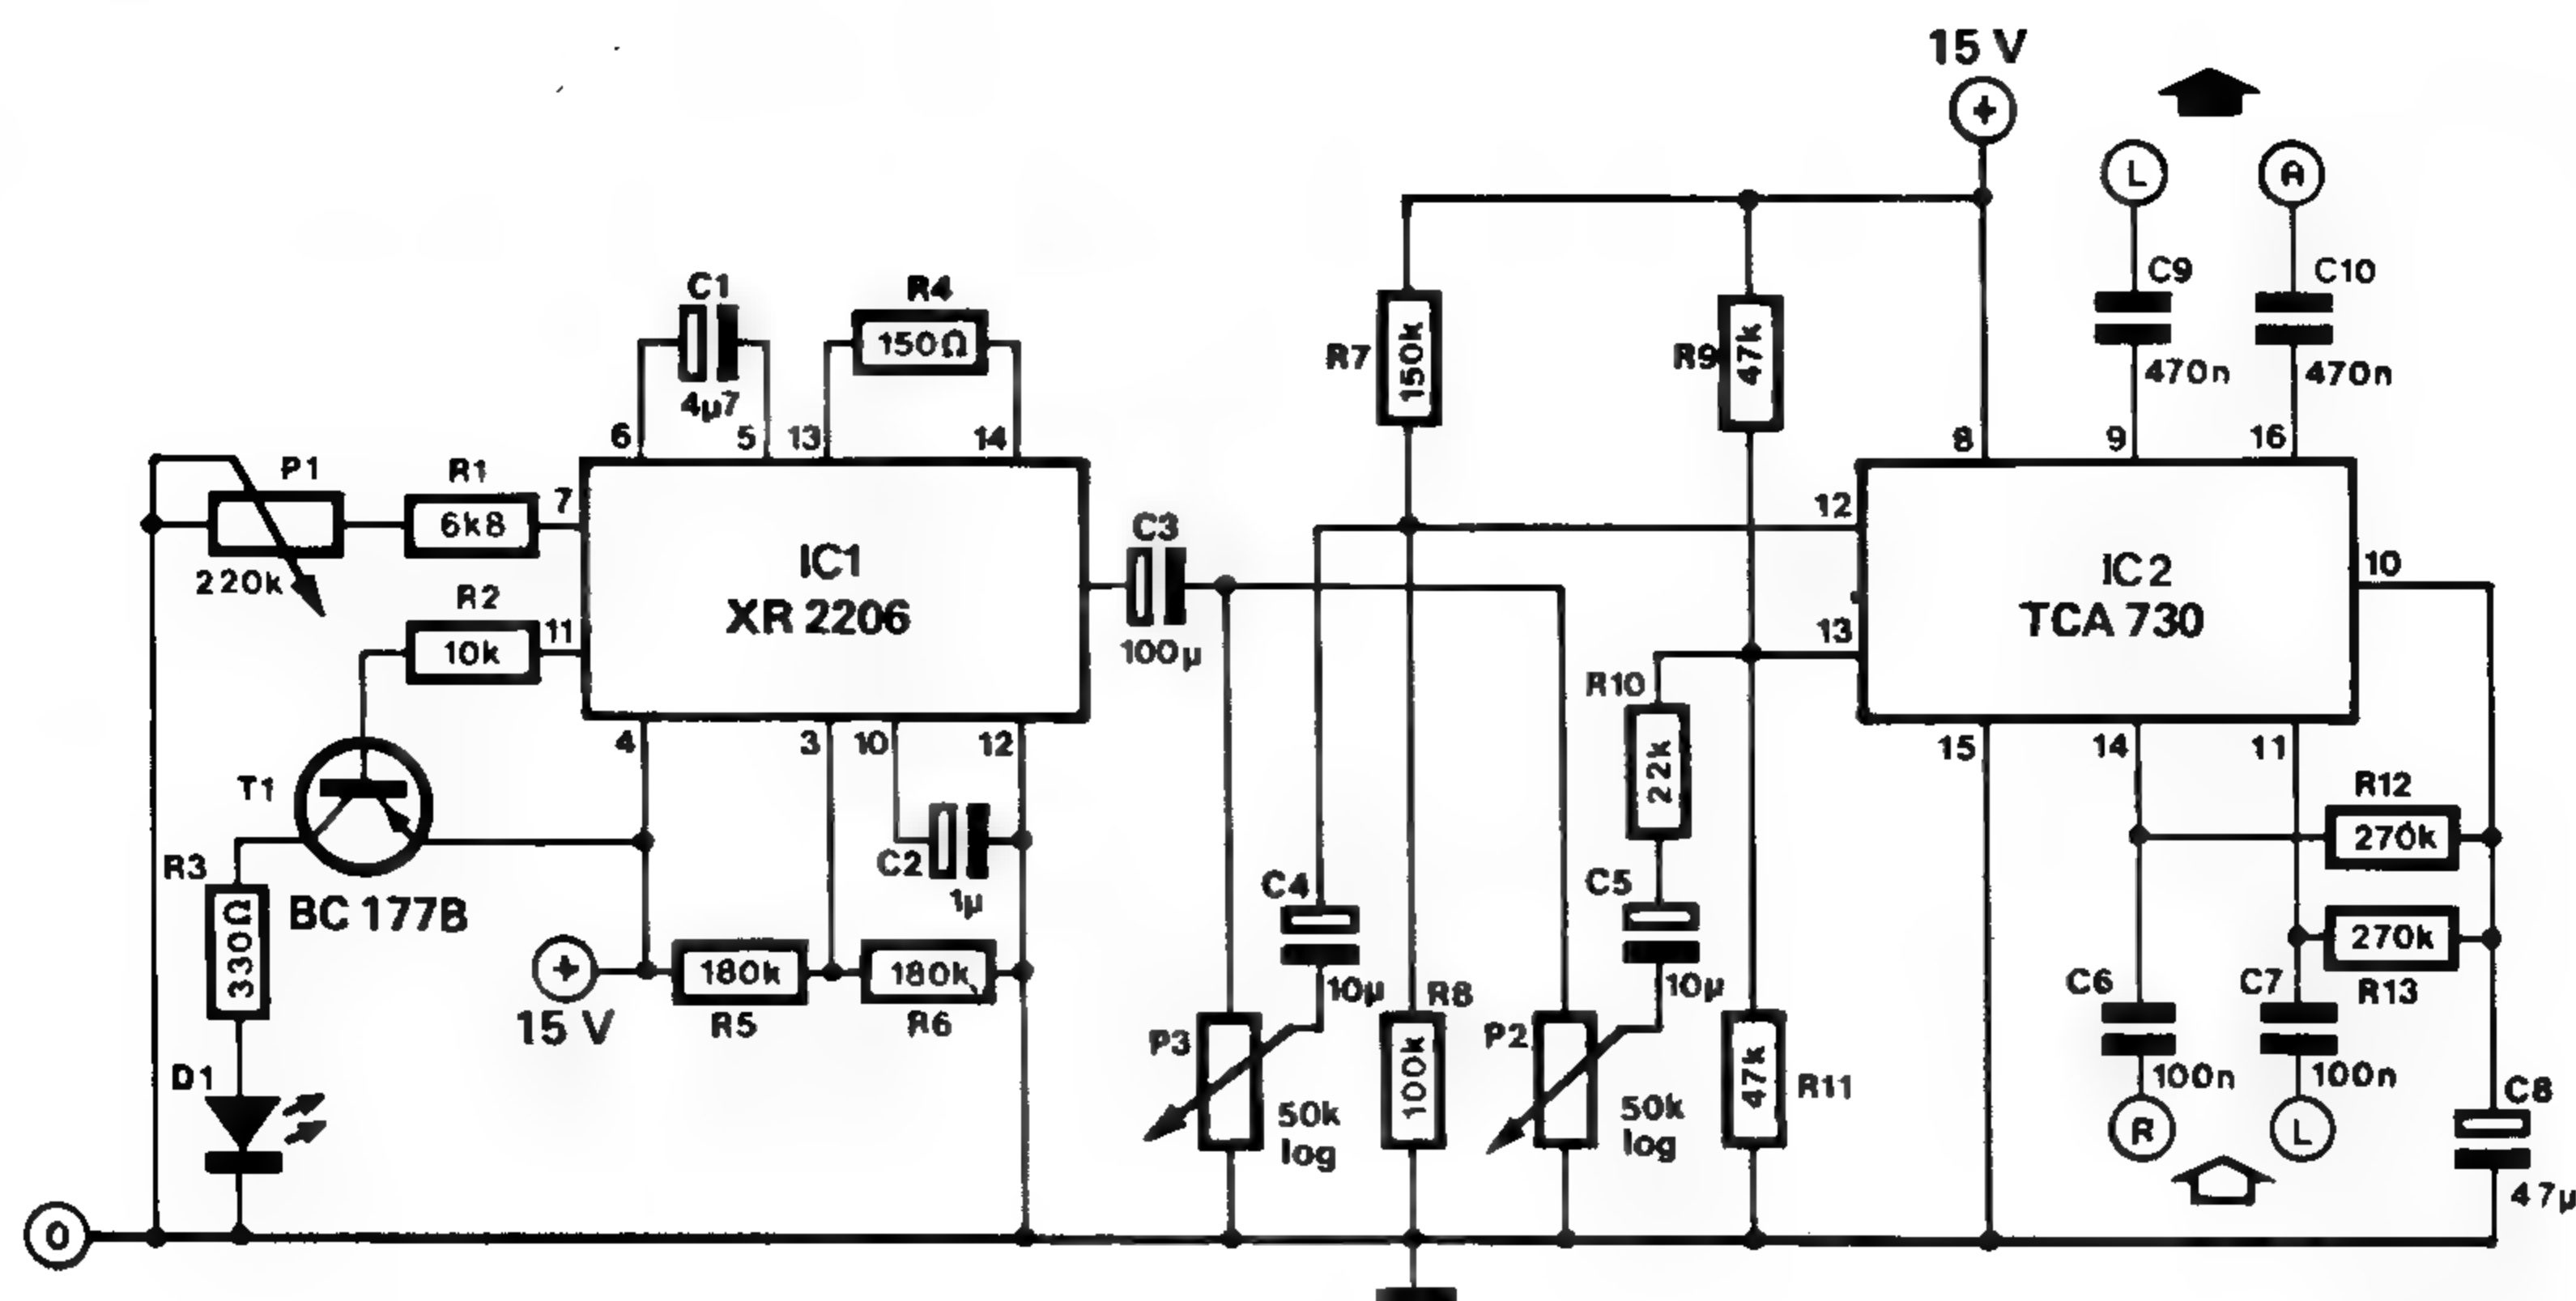 15 V
+
L
A
C9
470n
C10
470n
C1
4µ7
R4
150Ω
R7
150k
R9
47k
6
5
13
14
8
9
16
P1
220k
R1
6k8
7
R2
10k
11
IC1
XR 2206
C3
100µ
12
13
IC2
TCA 730
10
4
3
10
12
15
14
11
T1
BC 177B
R3
330Ω
C2
1µ
R10
22k
C4
10µ
C5
10µ
R12
270k
270k
R13
+
15 V
180k
R5
180k
R6
P3
50k
log
R8
100k
P2
50k
log
47k
R11
C6
100n
R
C7
100n
L
C8
47µ
D1
0